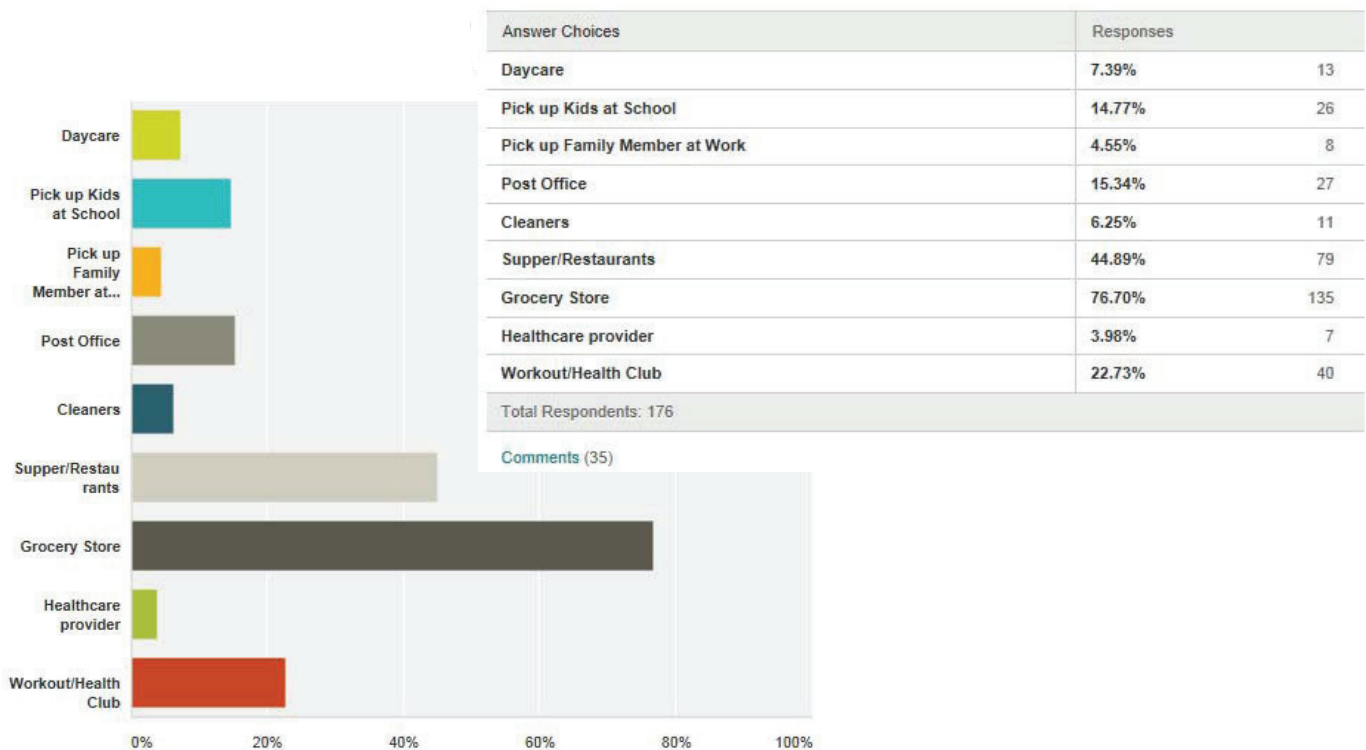 Answer Choices Responses
Daycare 7.39% 13
Pick up Kids at School 14.77% 26
Pick up Family Member at Work 4.55% 8
Post Office 15.34% 27
Cleaners 6.25% 11
Supper/Restaurants 44.89% 79
Grocery Store 76.70% 135
Healthcare provider 3.98% 7
Workout/Health Club 22.73% 40
Total Respondents: 176
Comments (35)
Daycare
Pick up Kids
at School
Pick up
Family
Member at...
Post Office
Cleaners
Supper/Restau
rants
Grocery Store
Healthcare
provider
Workout/Health
Club
0% 20% 40% 60% 80% 100%